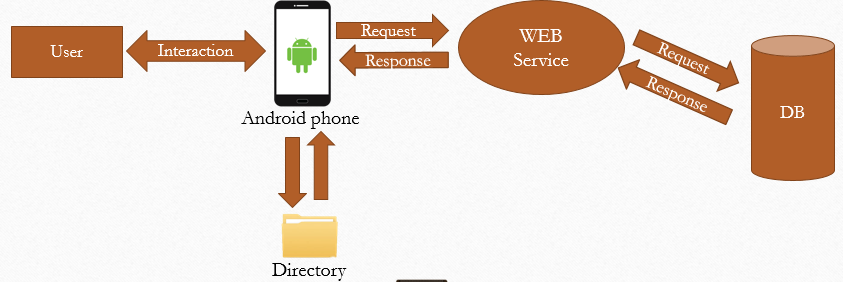 User
Interaction
Request
Response
WEB
Service
Request
Response
DB
Android phone
Directory